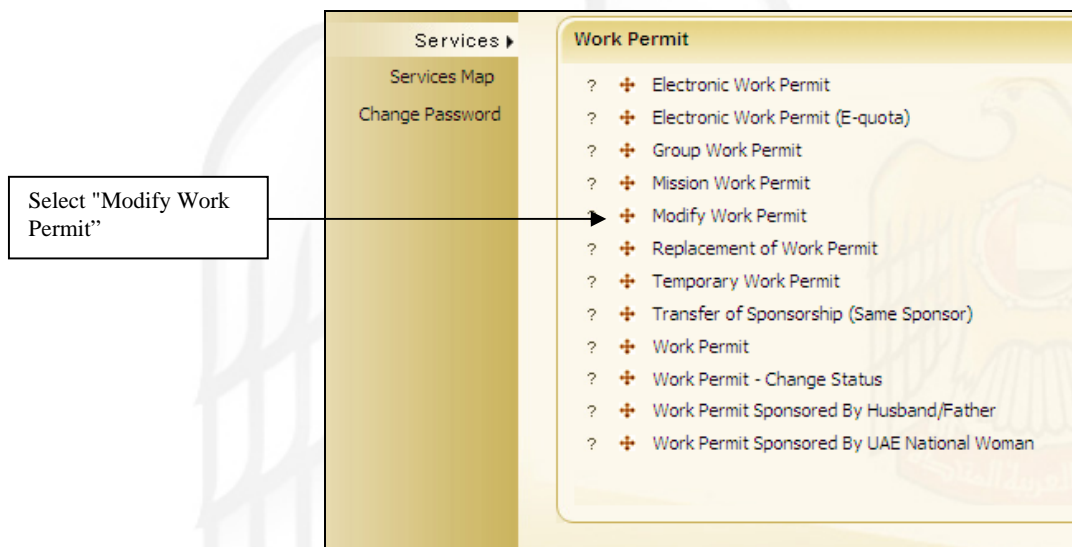 Services
Services Map
Change Password
Select "Modify Work
Permit”
Work Permit
? Electronic Work Permit
? Electronic Work Permit (E-quota)
? Group Work Permit
? Mission Work Permit
? Modify Work Permit
? Replacement of Work Permit
? Temporary Work Permit
? Transfer of Sponsorship (Same Sponsor)
? Work Permit
? Work Permit - Change Status
? Work Permit Sponsored By Husband/Father
? Work Permit Sponsored By UAE National Woman